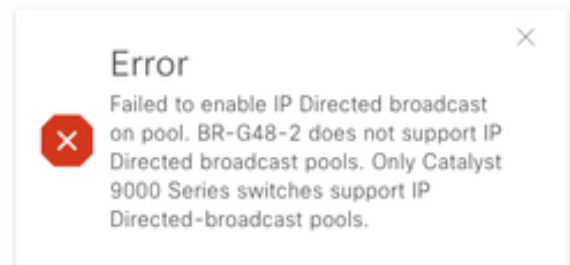 Error
Failed to enable IP Directed broadcast
on pool. BR-G48-2 does not support IP
Directed broadcast pools. Only Catalyst
9000 Series switches support IP
Directed-broadcast pools.